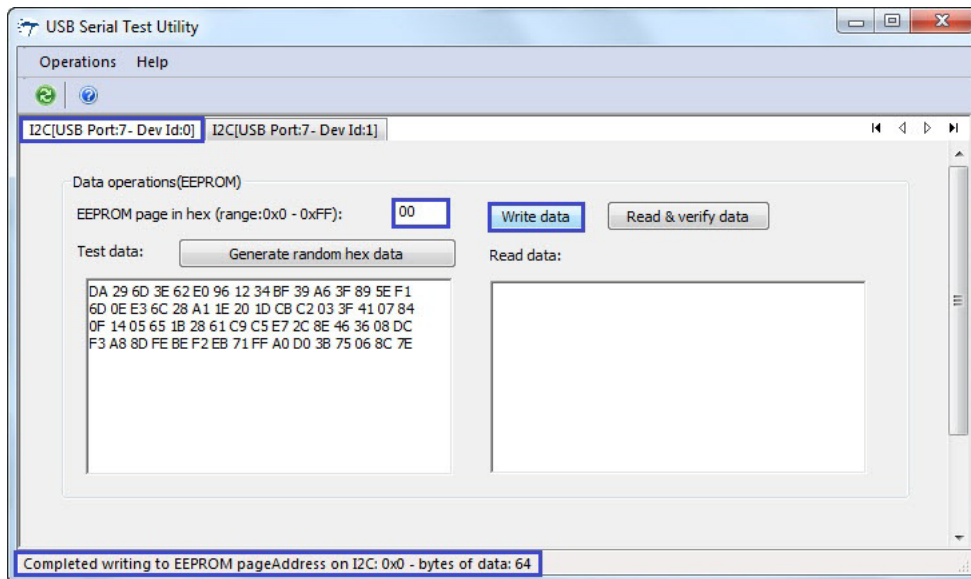 USB Serial Test Utility
Operations Help
I2C[USB Port:7- Dev Id:0] I2C[USB Port:7- Dev Id:1]
Data operations(EEPROM)
EEPROM page in hex (range:0x0 - 0xFF): 00 Write data Read & verify data
Test data: Generate random hex data Read data:
DA 29 6D 3E 62 E0 96 12 34 BF 39 A6 3F 89 5E F1
6D 0E E3 6C 28 A1 1E 20 1D CB C2 03 3F 41 07 84
0F 14 05 65 1B 28 61 C9 C5 E7 2C 8E 46 36 08 DC
F3 A8 8D FE BE F2 EB 71 FF A0 D0 3B 75 06 8C 7E
Completed writing to EEPROM pageAddress on I2C: 0x0 - bytes of data: 64